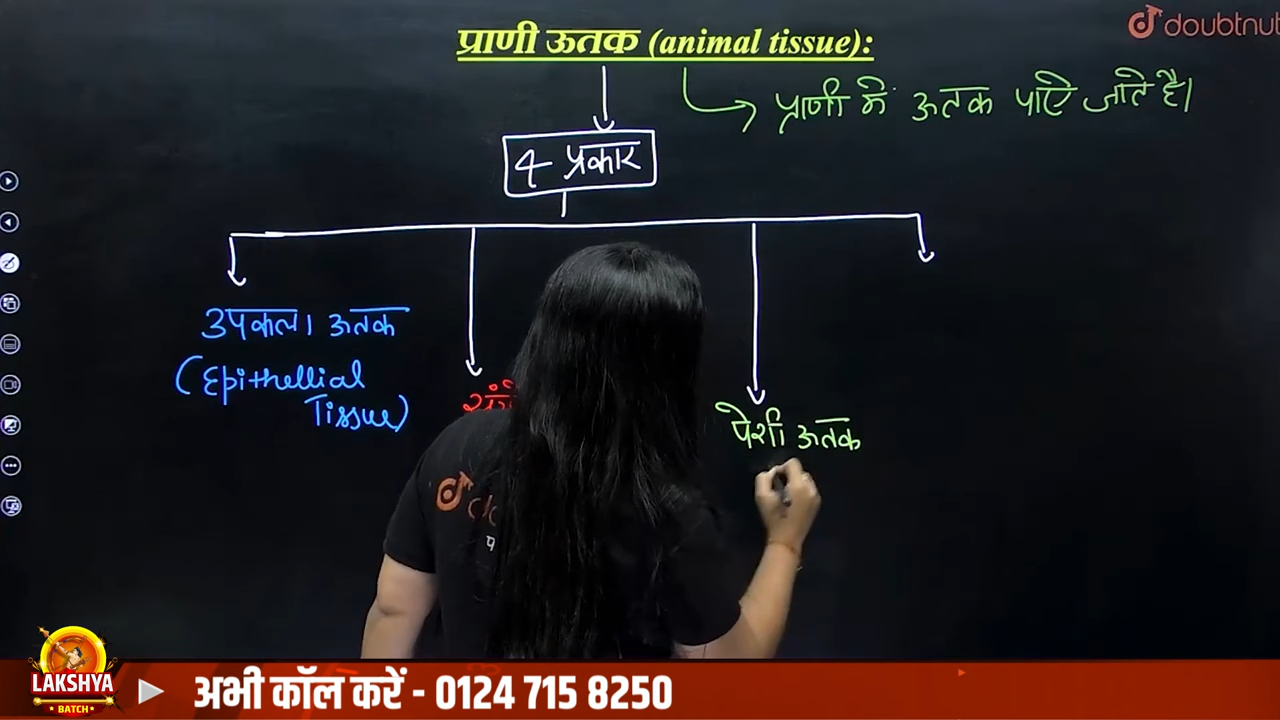 प्राणी ऊतक (animal tissue):
doubtnut
प्राणी में ऊतक पाऐ जाते है।
4 प्रकार
उपकला ऊतक
(Epithellial
Tissue)
पेशी ऊतक
LAKSHYA
BATCH
अभी कॉल करें - 0124 715 8250